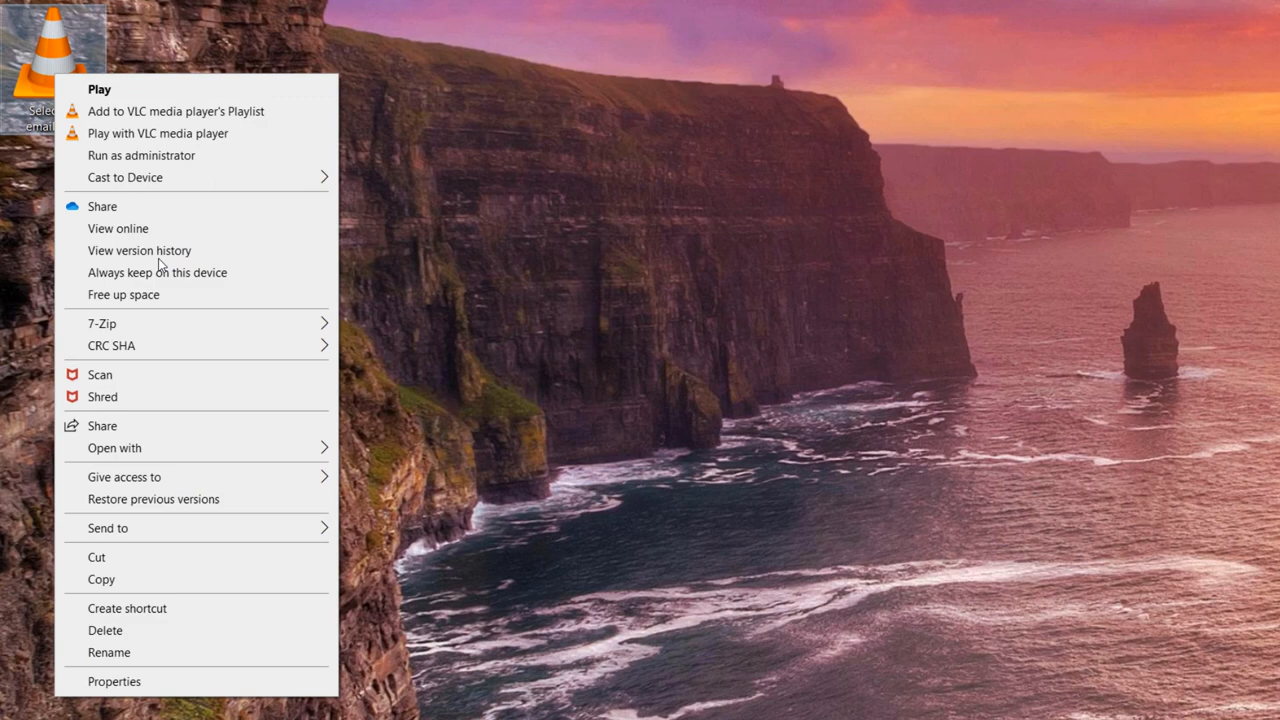 Play
Add to VLC media player's Playlist
Play with VLC media player
Run as administrator
Cast to Device
Share
View online
View version history
Always keep on this device
Free up space
7-Zip
CRC SHA
Scan
Shred
Share
Open with
Give access to
Restore previous versions
Send to
Cut
Copy
Create shortcut
Delete
Rename
Properties